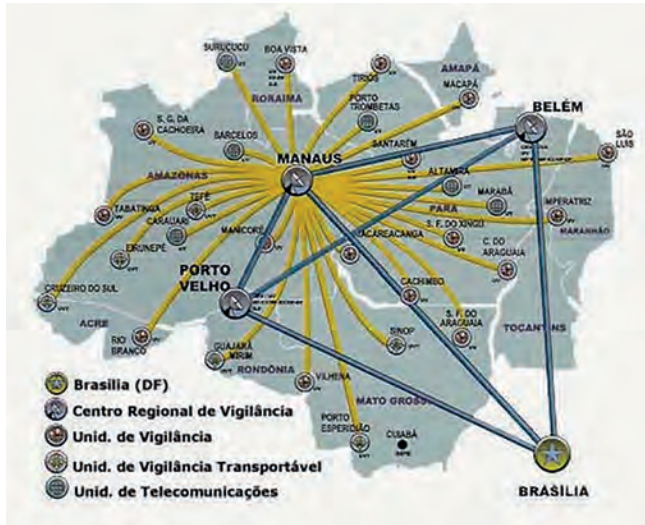 SURUCUCU
BOA VISTA
RORAIMA
TIRIÓS
AMAPÁ
MACAPÁ
PORTO
TROMBETAS
BELÉM
S. G. DA
CACHOEIRA
BARCELOS
MANAUS
SANTARÉM
SÃO
LUIS
AMAZONAS
ALTAMIRA
TABATINGA
TEFÉ
CARAUARI
MARABÁ
PARÁ
IMPERATRIZ
MARANHÃO
EIRUNEPÉ
MANICORÉ
JACAREACANGA
S. F. DO XINGU
C. DO
ARAGUAIA
CRUZEIRO DO SUL
PORTO
VELHO
CACHIMBO
ACRE
RIO
BRANCO
GUAJARÁ
MIRIM
RONDÔNIA
SINOP
S. F. DO
ARAGUAIA
TOCANTINS
VILHENA
MATO GROSSO
PORTO
ESPERIDIÃO
CUIABÁ
BRASÍLIA
Brasilia (DF)
Centro Regional de Vigilância
Unid. de Vigilância
Unid. de Vigilância Transportável
Unid. de Telecomunicações